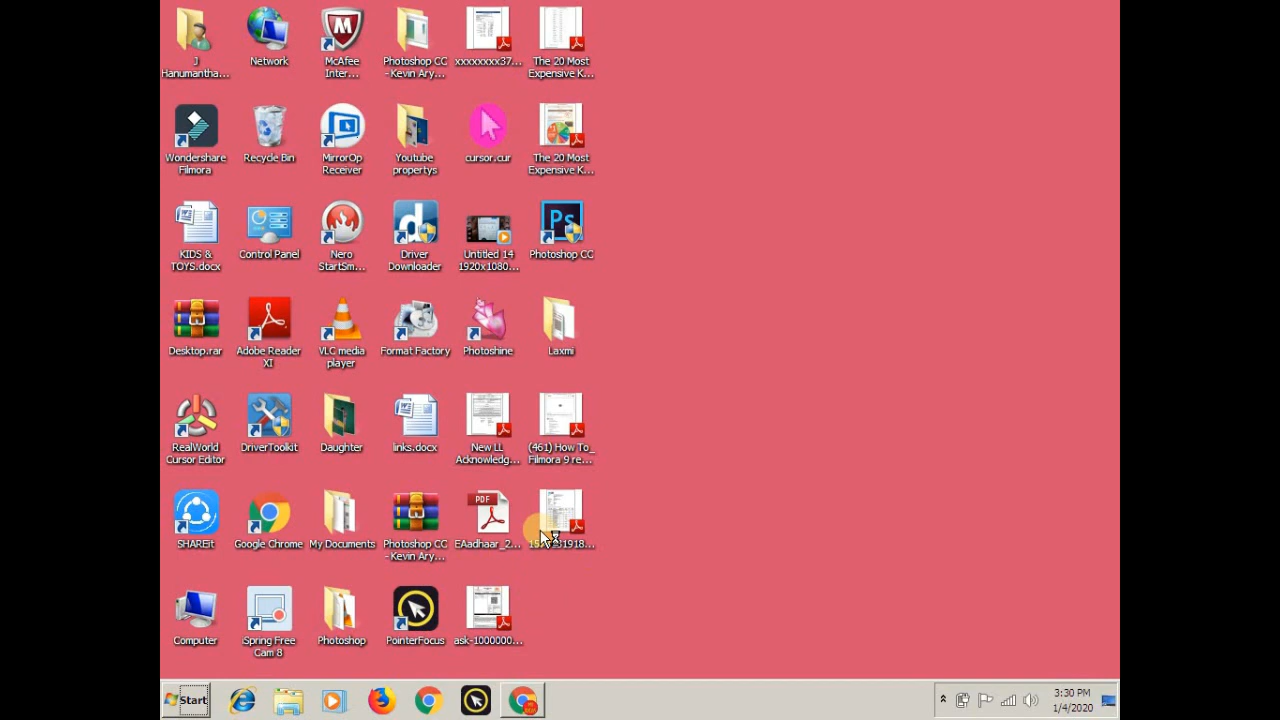 J
Hanumantha...
Network
McAfee
Inter...
Photoshop CC
- Kevin Ary...
xxxxxxxx37...
The 20 Most
Expensive K...
Wondershare
Filmora
Recycle Bin
MirrorOp
Receiver
Youtube
propertys
cursor.cur
The 20 Most
Expensive K...
KIDS &
TOYS.docx
Control Panel
Nero
StartSm...
Driver
Downloader
Untitled 14
1920x1080...
Ps
Photoshop CC
Desktop.rar
Adobe Reader
XI
VLC media
player
Format Factory
Photoshine
Laxmi
RealWorld
Cursor Editor
DriverToolkit
Daughter
links.docx
New LL
Acknowledg...
(461) How To_
Filmora 9 re...
SHAREit
Google Chrome
My Documents
Photoshop CC
- Kevin Ary...
PDF
EAadhaar_2...
Computer
iSpring Free
Cam 8
Photoshop
PointerFocus
ask-1000000...
Start
3:30 PM
1/4/2020